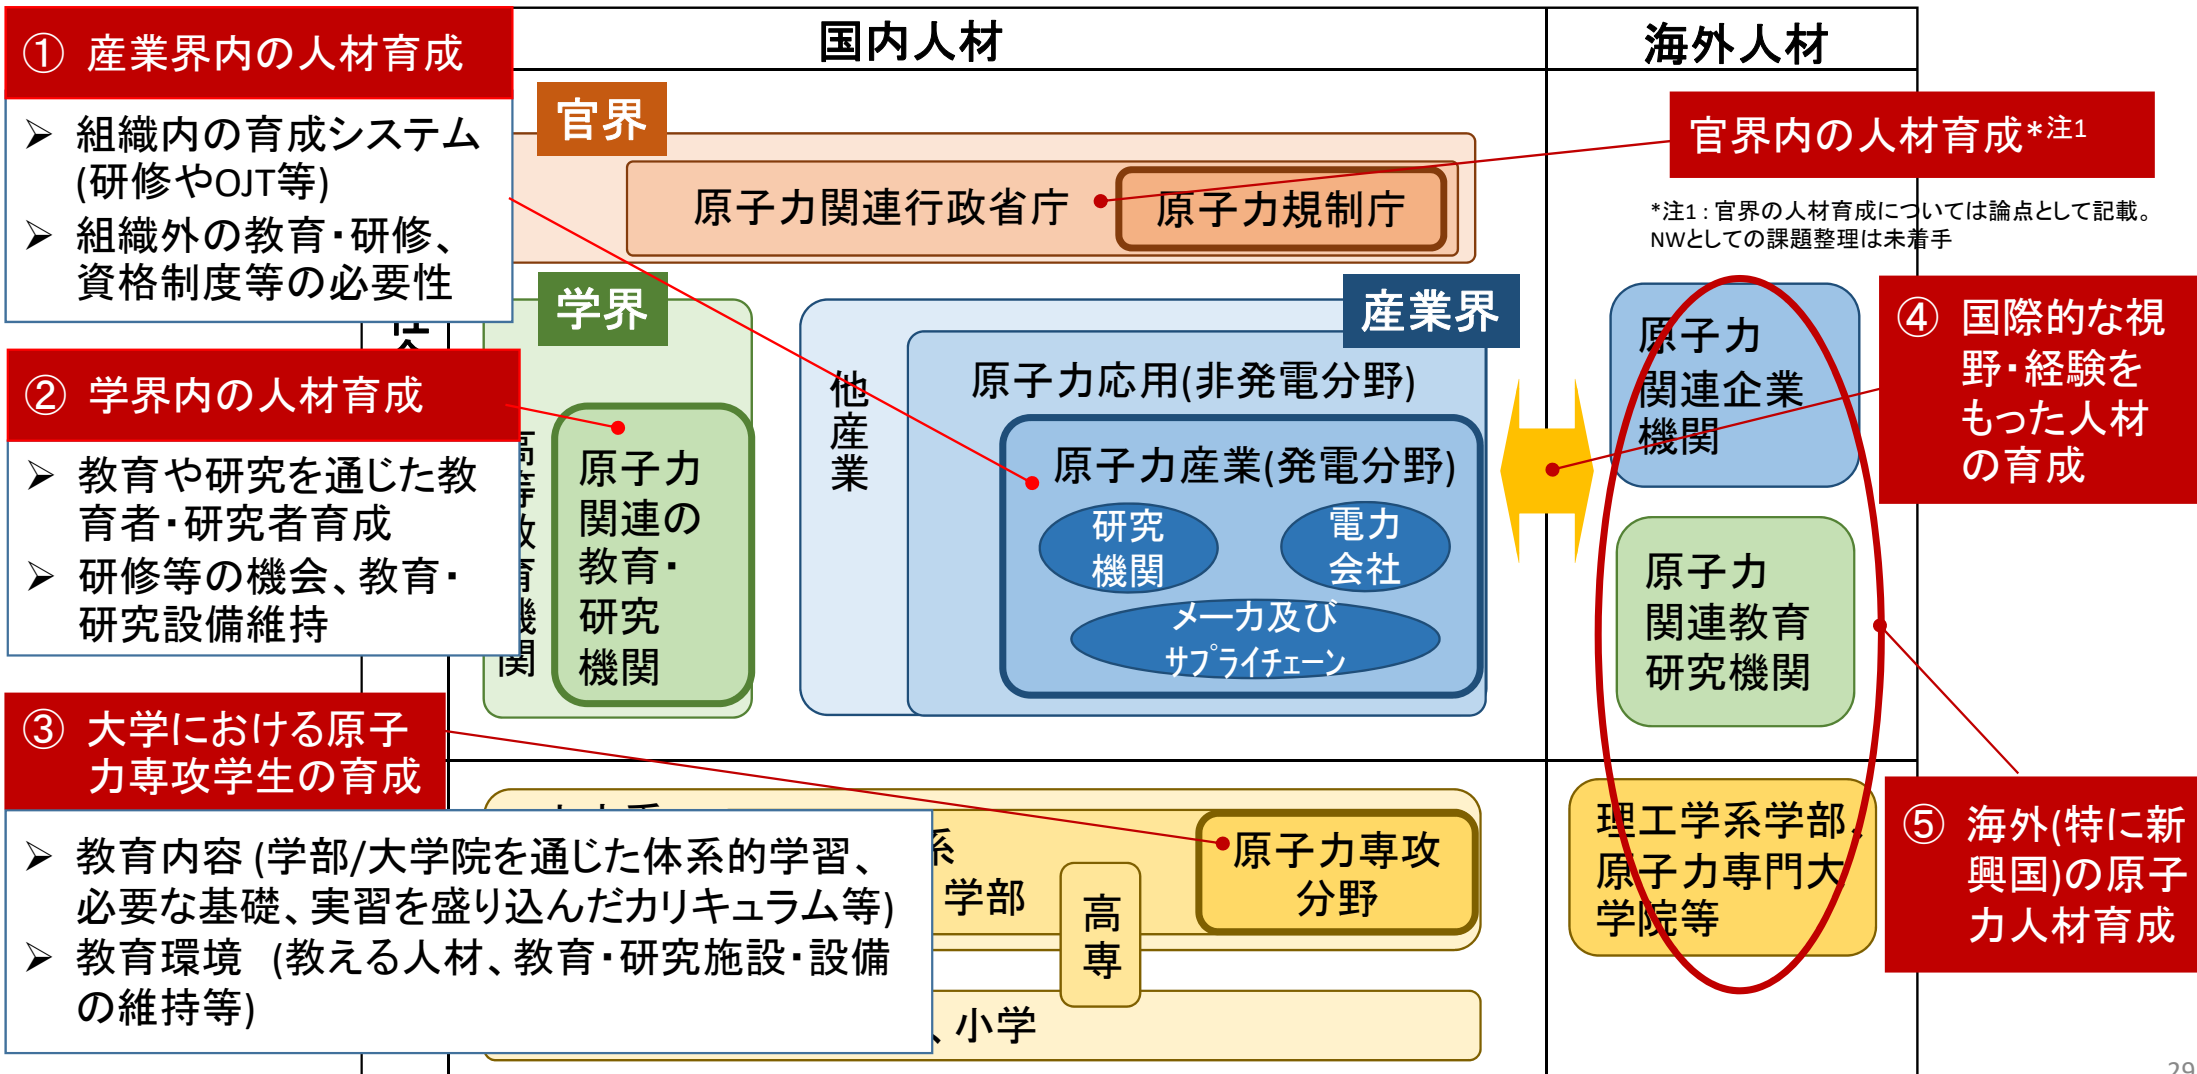 国内人材
海外人材
① 産業界内の人材育成
➢ 組織内の育成システム
(研修やOJT等)
➢ 組織外の教育・研修、
資格制度等の必要性
官界
原子力関連行政省庁
原子力規制庁
官界内の人材育成*注1
*注1：官界の人材育成については論点として記載。
NWとしての課題整理は未着手
② 学界内の人材育成
➢ 教育や研究を通じた教
育者・研究者育成
➢ 研修等の機会、教育・
研究設備維持
学界
高等教育機関
原子力
関連の
教育・
研究
機関
産業界
他産業
原子力応用(非発電分野)
原子力産業(発電分野)
研究
機関
電力
会社
メーカ及び
サプライチェーン
原子力
関連企業
機関
原子力
関連教育
研究機関
④ 国際的な視
野・経験を
もった人材
の育成
③ 大学における原子
力専攻学生の育成
➢ 教育内容 (学部/大学院を通じた体系的学習、
必要な基礎、実習を盛り込んだカリキュラム等)
➢ 教育環境 (教える人材、教育・研究施設・設備
の維持等)
系
学部
高専
原子力専攻
分野
、小学
理工学系学部、
原子力専門大
学院等
⑤ 海外(特に新
興国)の原子
力人材育成
29